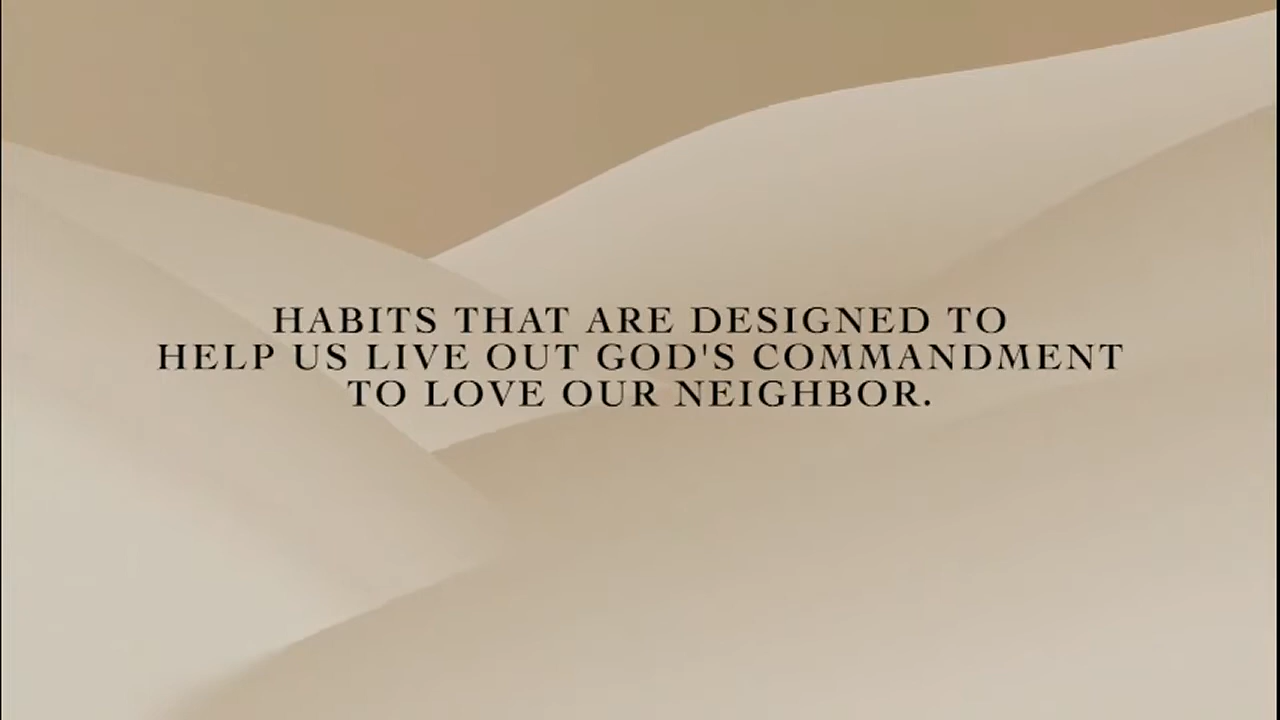 HABITS THAT ARE DESIGNED TO
HELP US LIVE OUT GOD'S COMMANDMENT
TO LOVE OUR NEIGHBOR.